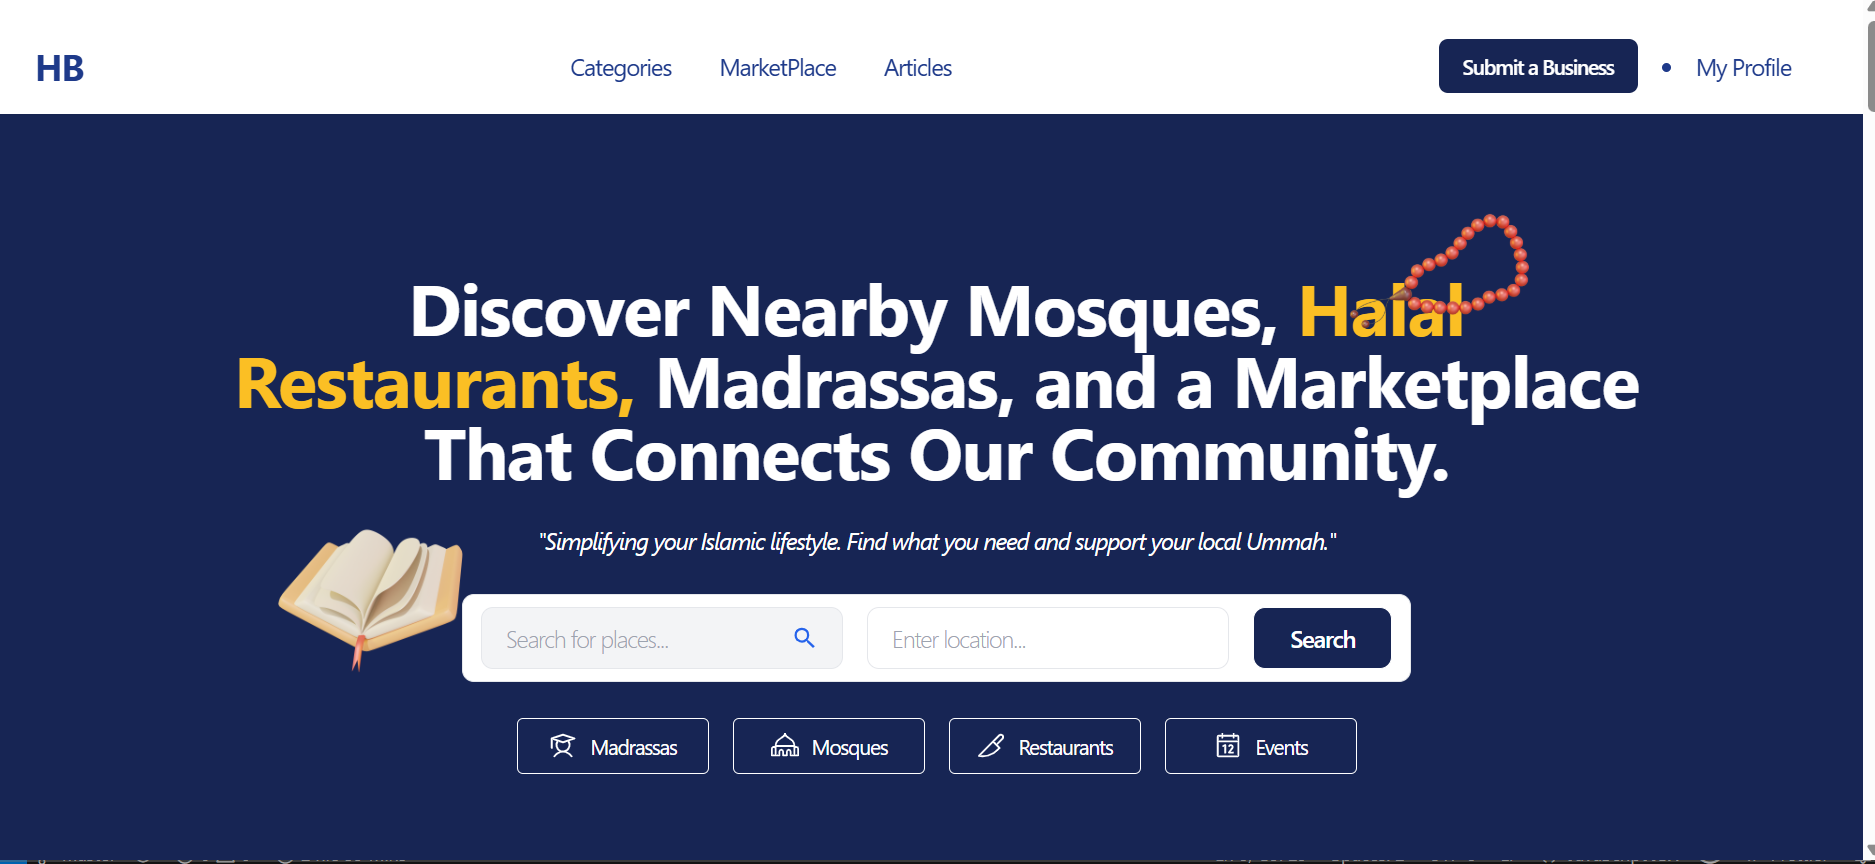 HB
Categories MarketPlace Articles
Submit a Business • My Profile
Discover Nearby Mosques, Halal
Restaurants, Madrassas, and a Marketplace
That Connects Our Community.
"Simplifying your Islamic lifestyle. Find what you need and support your local Ummah."
Search for places... Enter location... Search
Madrassas Mosques Restaurants 12 Events